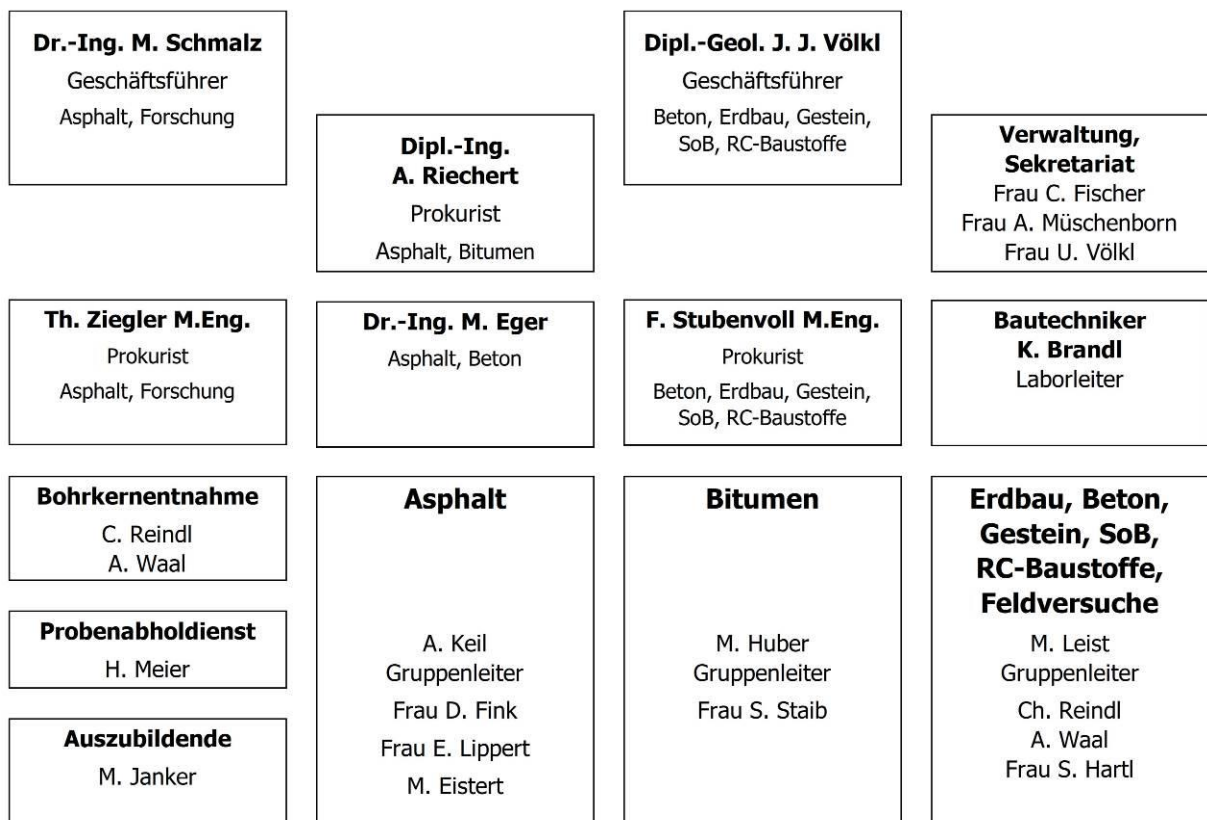 Dr.-Ing. M. Schmalz
Geschäftsführer
Asphalt, Forschung
Dipl.-Ing.
A. Riechert
Prokurist
Asphalt, Bitumen
Dipl.-Geol. J. J. Völkl
Geschäftsführer
Beton, Erdbau, Gestein,
SoB, RC-Baustoffe
Verwaltung,
Sekretariat
Frau C. Fischer
Frau A. Müschenborn
Frau U. Völkl
Th. Ziegler M.Eng.
Prokurist
Asphalt, Forschung
Dr.-Ing. M. Eger
Asphalt, Beton
F. Stubenvoll M.Eng.
Prokurist
Beton, Erdbau, Gestein,
SoB, RC-Baustoffe
Bautechniker
K. Brandl
Laborleiter
Bohrkernentnahme
C. Reindl
A. Waal
Probenabholdienst
H. Meier
Auszubildende
M. Janker
Asphalt
A. Keil
Gruppenleiter
Frau D. Fink
Frau E. Lippert
M. Eistert
Bitumen
M. Huber
Gruppenleiter
Frau S. Staib
Erdbau, Beton,
Gestein, SoB,
RC-Baustoffe,
Feldversuche
M. Leist
Gruppenleiter
Ch. Reindl
A. Waal
Frau S. Hartl